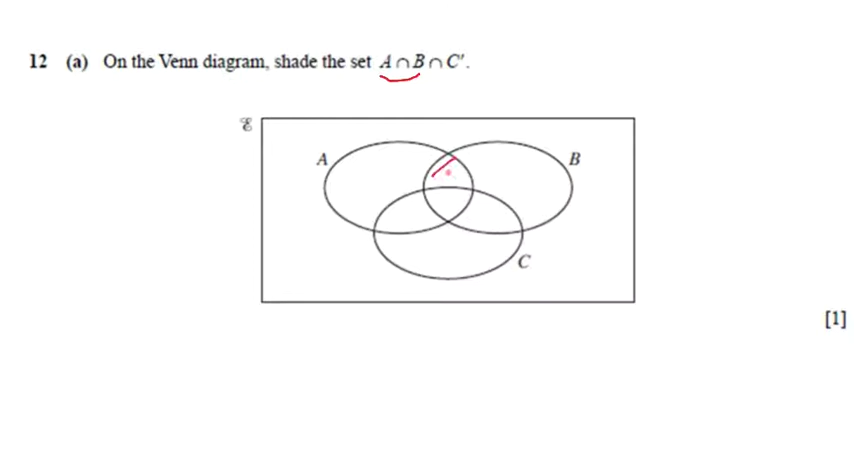 12 (a) On the Venn diagram, shade the set A∩B∩C′.
ℰ
A
B
C
[1]